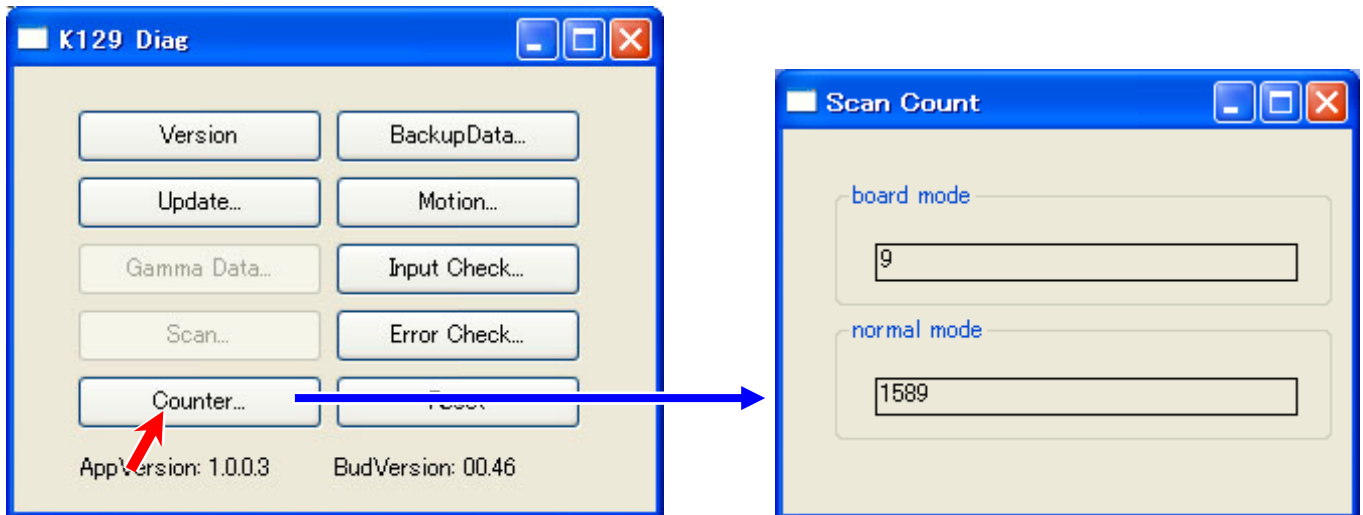 K129 Diag
Version
BackupData...
Update...
Motion...
Gamma Data...
Input Check...
Scan...
Error Check...
Counter...
AppVersion: 1.0.0.3
BudVersion: 00.46
Scan Count
board mode
9
normal mode
1589